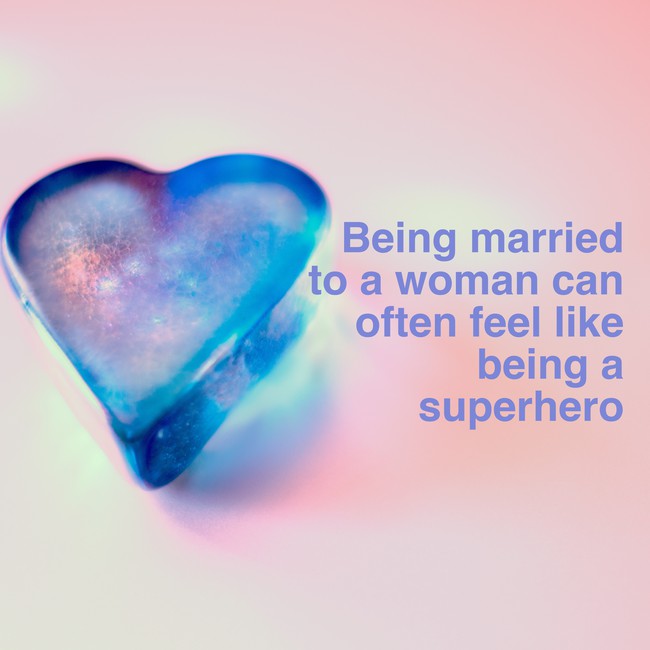 Being married
to a woman can
often feel like
being a
superhero